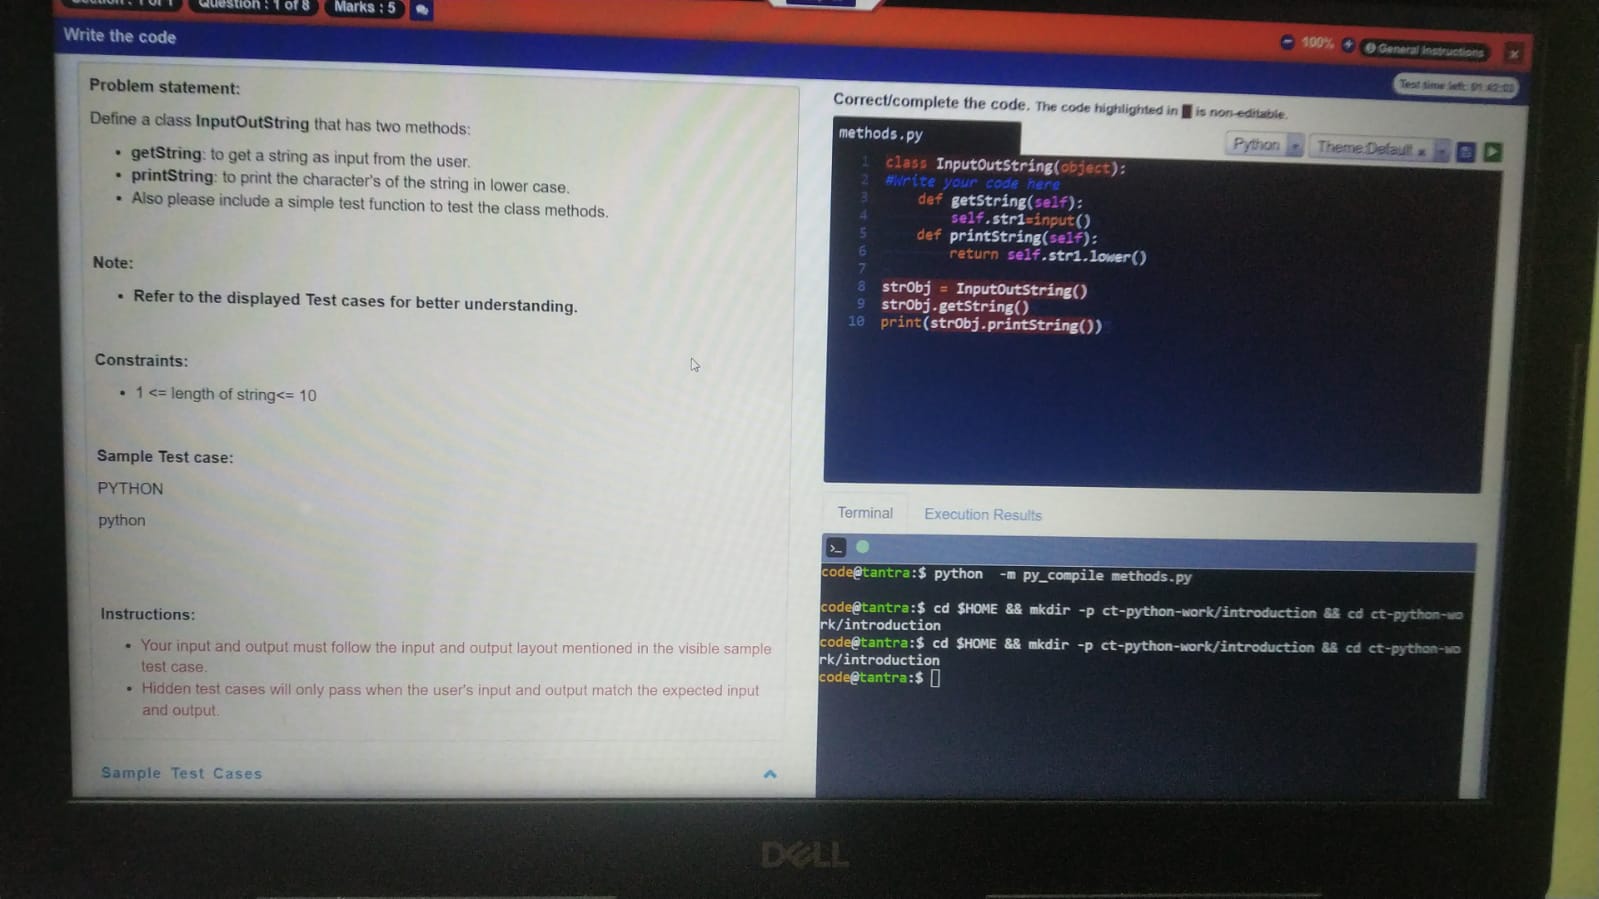 Question : 1 of 8
Marks : 5
Write the code
100%
General Instructions
Test time left:
Problem statement:
Define a class InputOutString that has two methods:
• getString: to get a string as input from the user.
• printString: to print the character's of the string in lower case.
• Also please include a simple test function to test the class methods.
Note:
• Refer to the displayed Test cases for better understanding.
Constraints:
• 1 <= length of string<= 10
Sample Test case:
PYTHON
python
Instructions:
• Your input and output must follow the input and output layout mentioned in the visible sample
test case.
• Hidden test cases will only pass when the user's input and output match the expected input
and output.
Sample Test Cases
Correct/complete the code. The code highlighted in is non-editable.
methods.py
Python
Theme:Default
1 class InputOutString(object):
2 #Write your code here
3 def getString(self):
4 self.str1=input()
5 def printString(self):
6 return self.str1.lower()
7
8 strObj = InputOutString()
9 strObj.getString()
10 print(strObj.printString())
Terminal
Execution Results
code@tantra:$ python -m py_compile methods.py
code@tantra:$ cd $HOME && mkdir -p ct-python-work/introduction && cd ct-python-wo
rk/introduction
code@tantra:$ cd $HOME && mkdir -p ct-python-work/introduction && cd ct-python-wo
rk/introduction
code@tantra:$
DELL